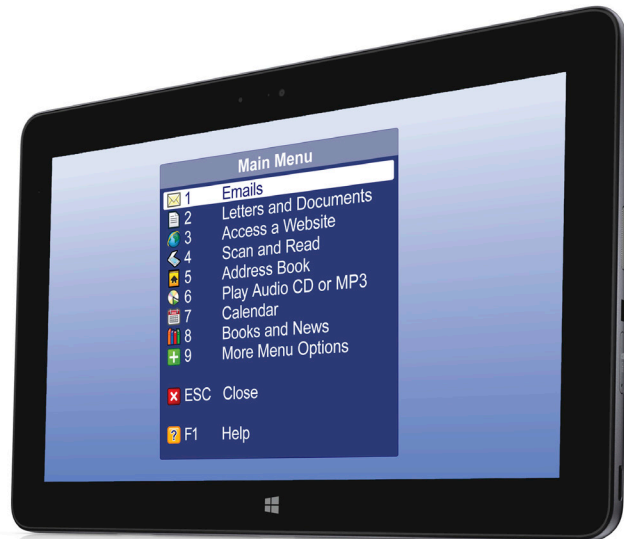 Main Menu
1 Emails
2 Letters and Documents
3 Access a Website
4 Scan and Read
5 Address Book
6 Play Audio CD or MP3
7 Calendar
8 Books and News
9 More Menu Options
ESC Close
F1 Help